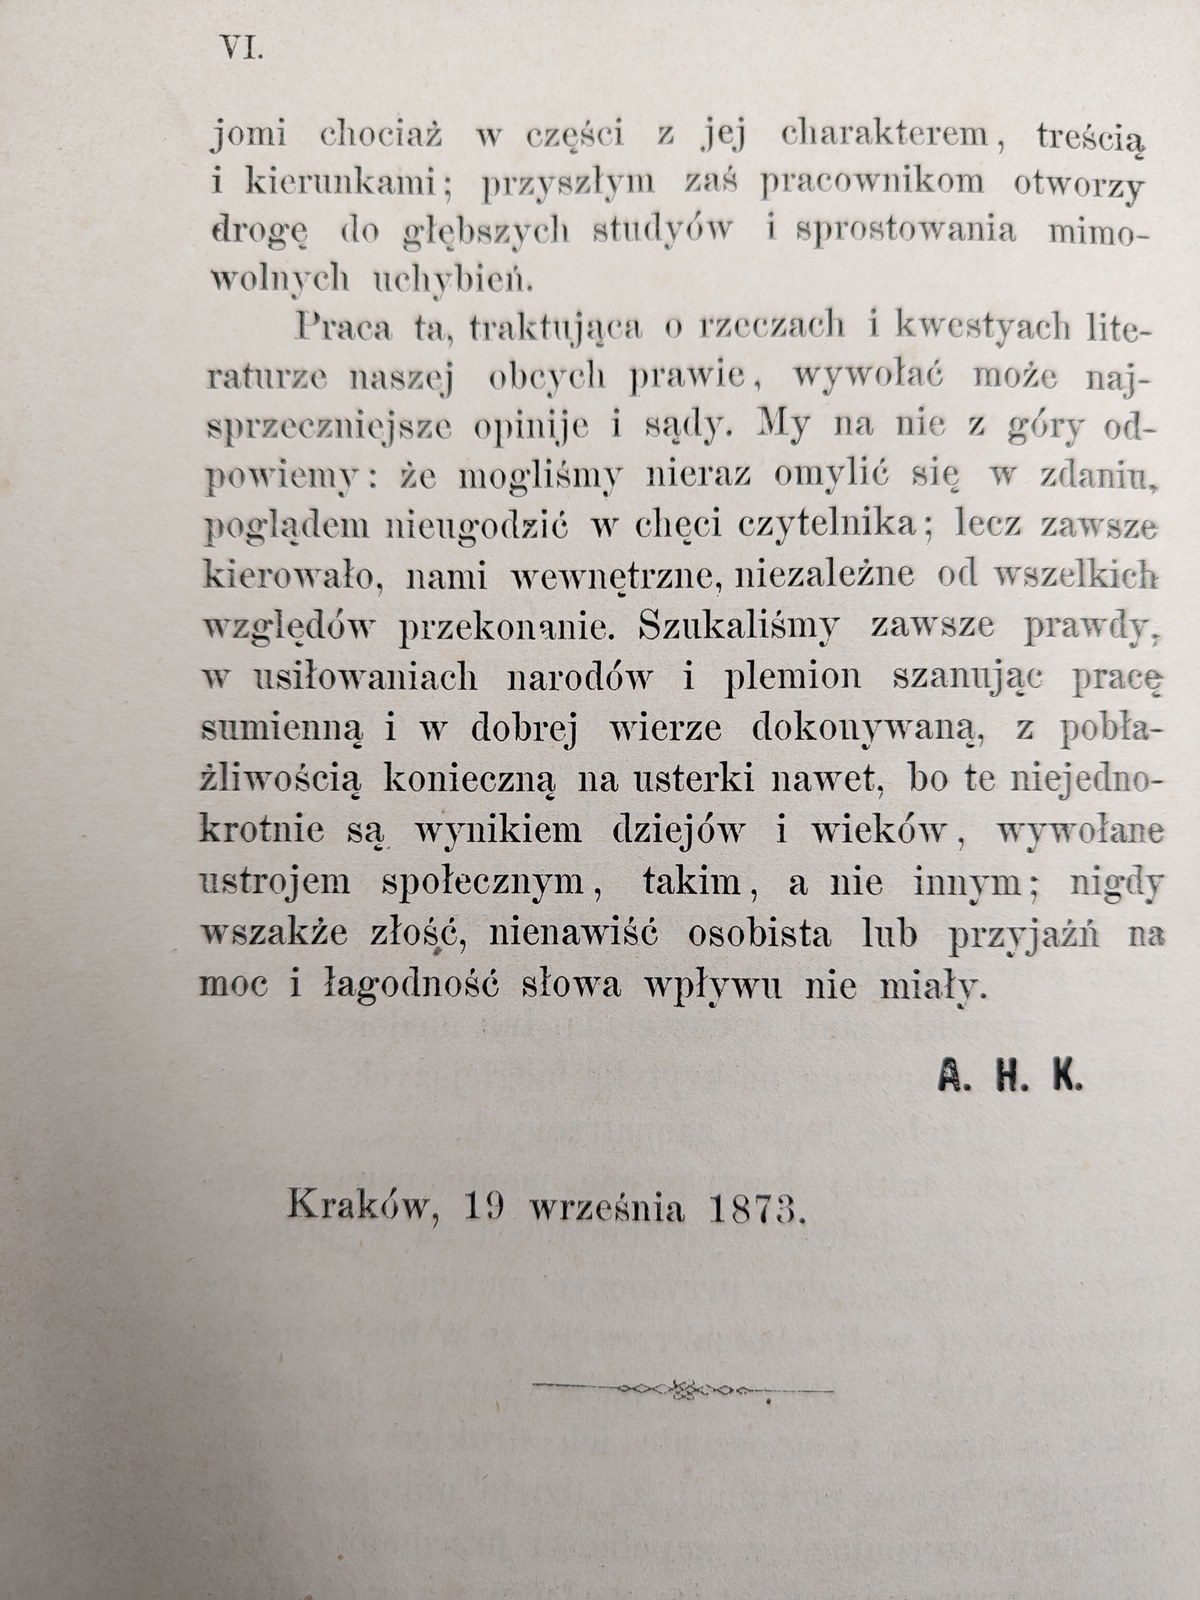 VI.
jomi chociaż w części z jej charakterem, treścią
i kierunkami; przyszłym zaś pracownikom otworzy
drogę do głębszych studyów i sprostowania mimo-
wolnych uchybień.
Praca ta, traktująca o rzeczach i kwestyach lite-
raturze naszej obcych prawie, wywołać może naj-
sprzeczniejsze opinije i sądy. My na nie z góry od-
powiemy: że mogliśmy nieraz omylić się w zdaniu,
poglądem nieugodzić w chęci czytelnika; lecz zawsze
kierowało, nami wewnętrzne, niezależne od wszelkich
względów przekonanie. Szukaliśmy zawsze prawdy,
w usiłowaniach narodów i plemion szanując pracę
sumienną i w dobrej wierze dokonywaną, z pobła-
żliwością konieczną na usterki nawet, bo te niejedno-
krotnie są wynikiem dziejów i wieków, wywołane
ustrojem społecznym, takim, a nie innym; nigdy
wszakże złość, nienawiść osobista lub przyjaźń na
moc i łagodność słowa wpływu nie miały.
A. H. K.
Kraków, 19 września 1873.